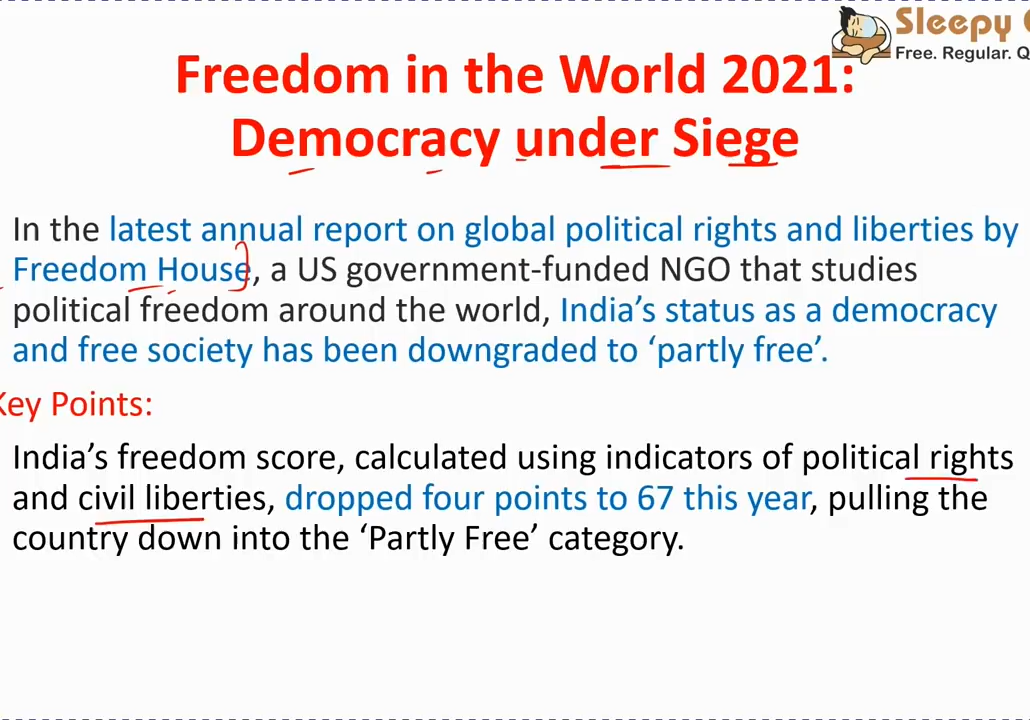 Sleepy
Free. Regular. Q
Freedom in the World 2021:
Democracy under Siege
In the latest annual report on global political rights and liberties by
Freedom House, a US government-funded NGO that studies
political freedom around the world, India’s status as a democracy
and free society has been downgraded to ‘partly free’.
Key Points:
India’s freedom score, calculated using indicators of political rights
and civil liberties, dropped four points to 67 this year, pulling the
country down into the ‘Partly Free’ category.